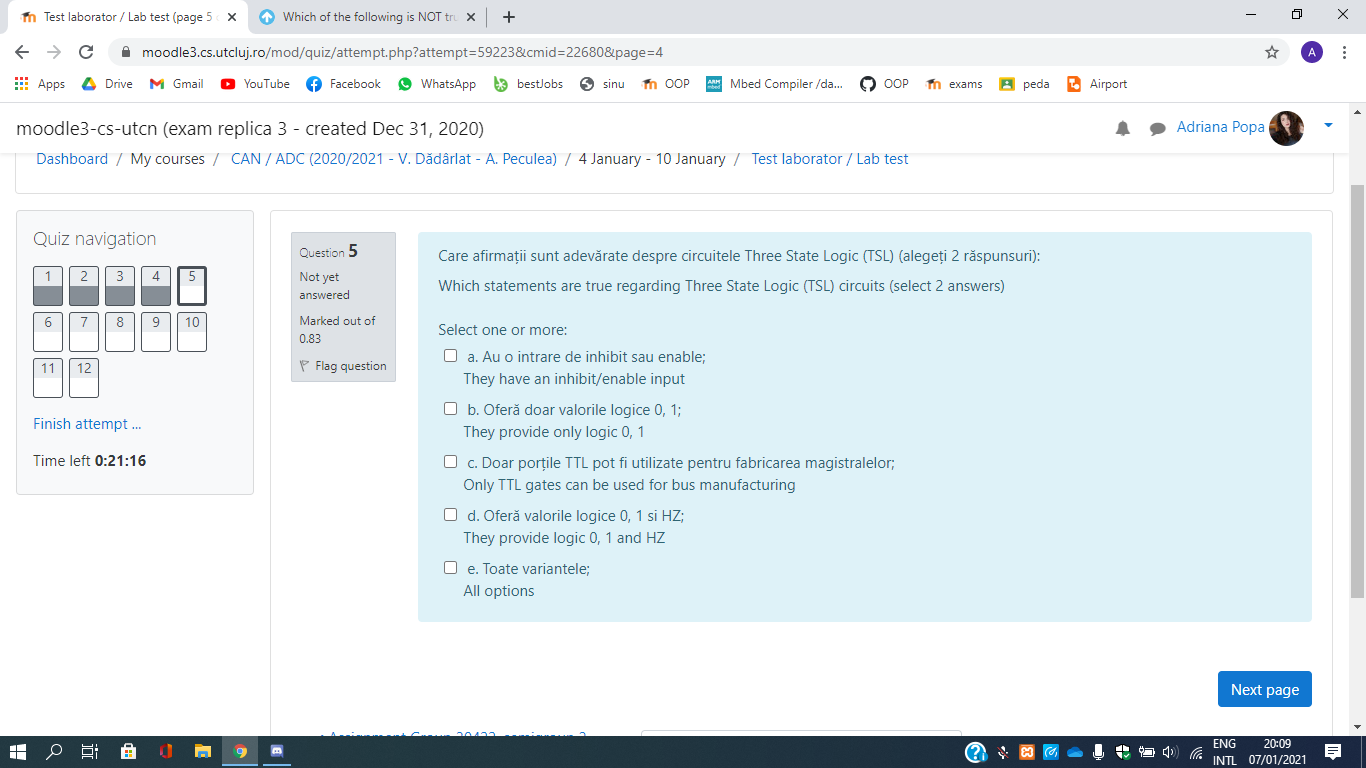 Test laborator / Lab test (page 5
Which of the following is NOT tru
moodle3.cs.utcluj.ro/mod/quiz/attempt.php?attempt=59223&cmid=22680&page=4
A
Apps Drive Gmail YouTube Facebook WhatsApp bestJobs sinu OOP Mbed Compiler /da... OOP exams peda Airport
moodle3-cs-utcn (exam replica 3 - created Dec 31, 2020)
Adriana Popa
Dashboard / My courses / CAN / ADC (2020/2021 - V. Dădârlat - A. Peculea) / 4 January - 10 January / Test laborator / Lab test
Quiz navigation
1 2 3 4 5
6 7 8 9 10
11 12
Finish attempt ...
Time left 0:21:16
Question 5
Not yet
answered
Marked out of
0.83
Flag question
Care afirmații sunt adevărate despre circuitele Three State Logic (TSL) (alegeți 2 răspunsuri):
Which statements are true regarding Three State Logic (TSL) circuits (select 2 answers)
Select one or more:
a. Au o intrare de inhibit sau enable;
They have an inhibit/enable input
b. Oferă doar valorile logice 0, 1;
They provide only logic 0, 1
c. Doar porțile TTL pot fi utilizate pentru fabricarea magistralelor;
Only TTL gates can be used for bus manufacturing
d. Oferă valorile logice 0, 1 si HZ;
They provide logic 0, 1 and HZ
e. Toate variantele;
All options
Next page
ENG
INTL
20:09
07/01/2021